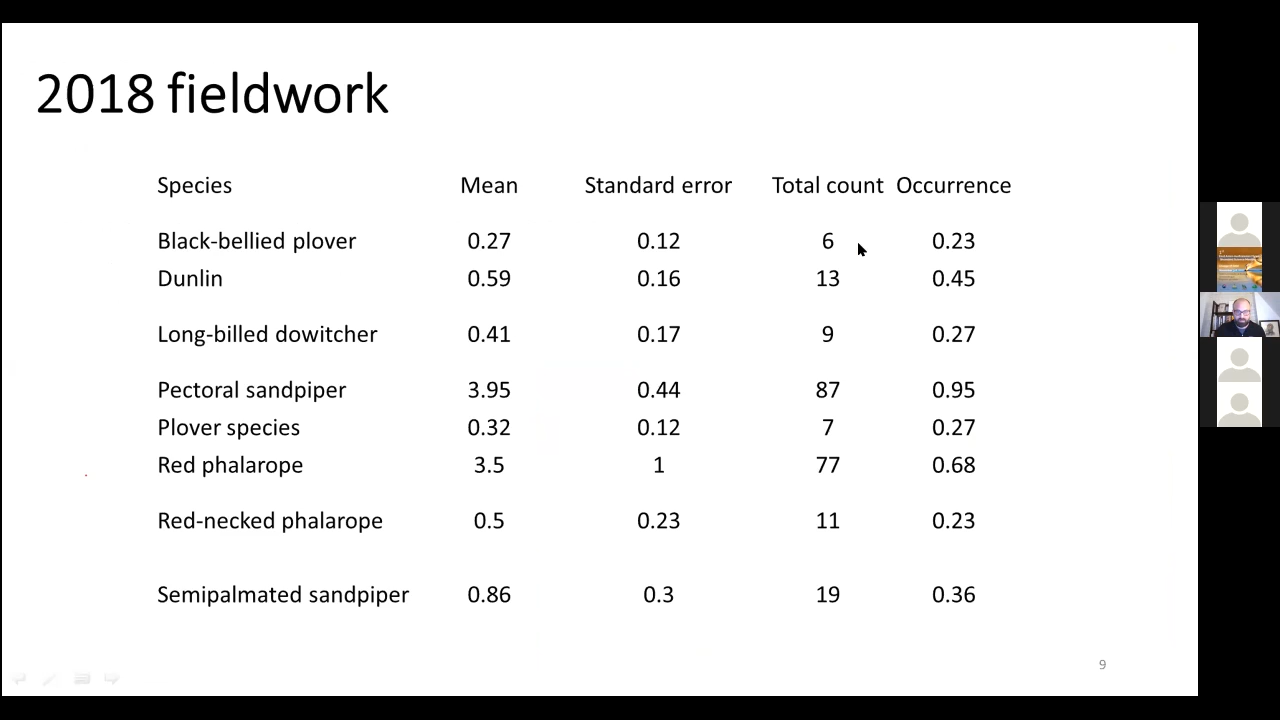 2018 fieldwork
Species Mean Standard error Total count Occurrence
Black-bellied plover 0.27 0.12 6 0.23
Dunlin 0.59 0.16 13 0.45
Long-billed dowitcher 0.41 0.17 9 0.27
Pectoral sandpiper 3.95 0.44 87 0.95
Plover species 0.32 0.12 7 0.27
Red phalarope 3.5 1 77 0.68
Red-necked phalarope 0.5 0.23 11 0.23
Semipalmated sandpiper 0.86 0.3 19 0.36
9